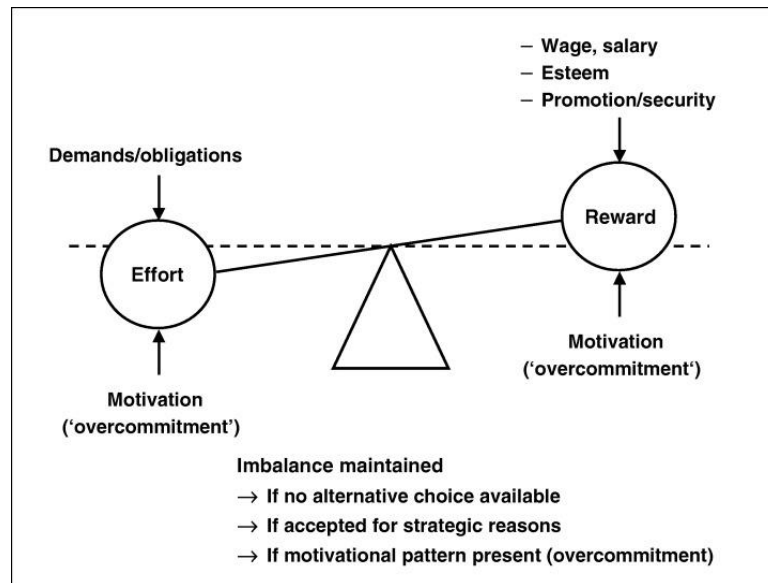 – Wage, salary
– Esteem
– Promotion/security
Demands/obligations
Reward
Effort
Motivation
(‘overcommitment‘)
Motivation
(‘overcommitment’)
Imbalance maintained
→ If no alternative choice available
→ If accepted for strategic reasons
→ If motivational pattern present (overcommitment)